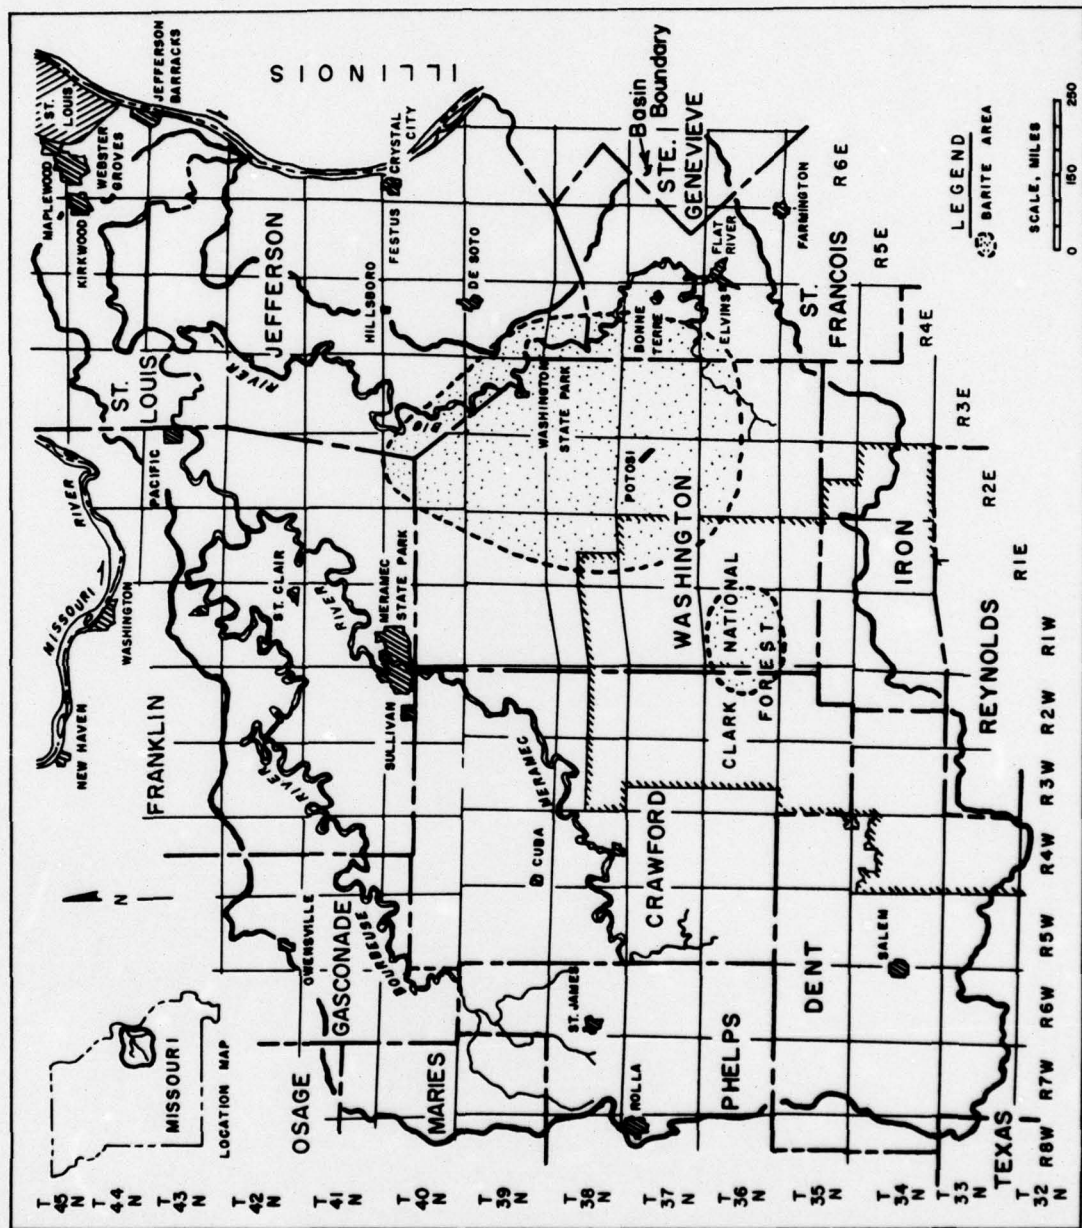 MISSOURI
LOCATION MAP
N
NEW HAVEN
MISSOURI
RIVER
WASHINGTON
MAPLEWOOD
ST.
LOUIS
KIRKWOOD
WEBSTER
GROVES
JEFFERSON
BARRACKS
ILLINOIS
FRANKLIN
PACIFIC
ST.
LOUIS
RIVER
JEFFERSON
OSAGE
GASCONADE
OWENSVILLE
BOURBEUSE
RIVER
ST. CLAIR
RIVER
MERAMEC
STATE PARK
SULLIVAN
HILLSBORO
FESTUS
CRYSTAL
CITY
DE SOTO
MARIES
ST. JAMES
CUBA
MERAMEC
BIG
WASHINGTON
STATE PARK
Basin
Boundary
STE.
GENEVIEVE
ROLLA
PHELPS
CRAWFORD
WASHINGTON
POTOSI
BONNE
TERRE
FLAT
RIVER
ELVINS
FARMINGTON
CLARK NATIONAL
FOREST
ST.
FRANCOIS
DENT
SALEM
IRON
REYNOLDS
TEXAS
T
45
N
T
44
N
T
43
N
T
42
N
T
41
N
T
40
N
T
39
N
T
38
N
T
37
N
T
36
N
T
35
N
T
34
N
T
33
N
T
32
N
R8W R7W R6W R5W R4W R3W R2W R1W R1E R2E R3E R4E R5E R6E
LEGEND
BARITE AREA
SCALE, MILES
0 150 250